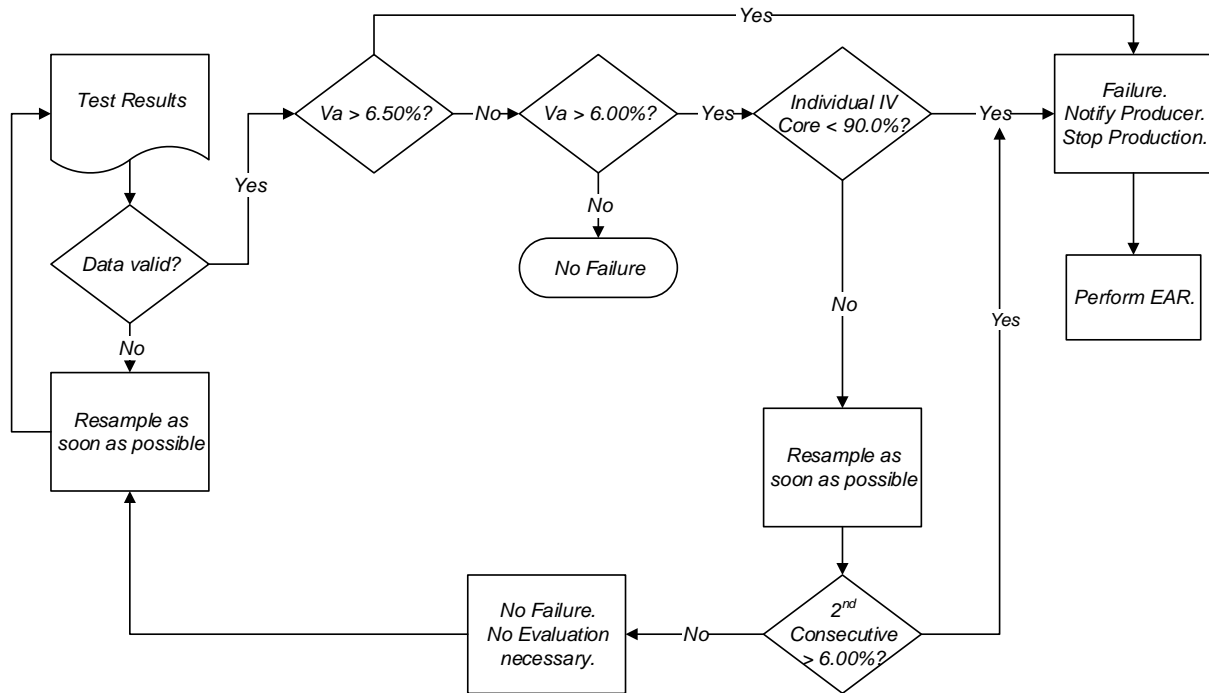 Yes
Test Results
Va > 6.50%?
No
Va > 6.00%?
Yes
Individual IV
Core < 90.0%?
Yes
Failure.
Notify Producer.
Stop Production.
Yes
No
No Failure
Data valid?
Perform EAR.
No
Yes
No
Resample as
soon as possible
Resample as
soon as possible
No Failure.
No Evaluation
necessary.
No
2nd
Consecutive
> 6.00%?